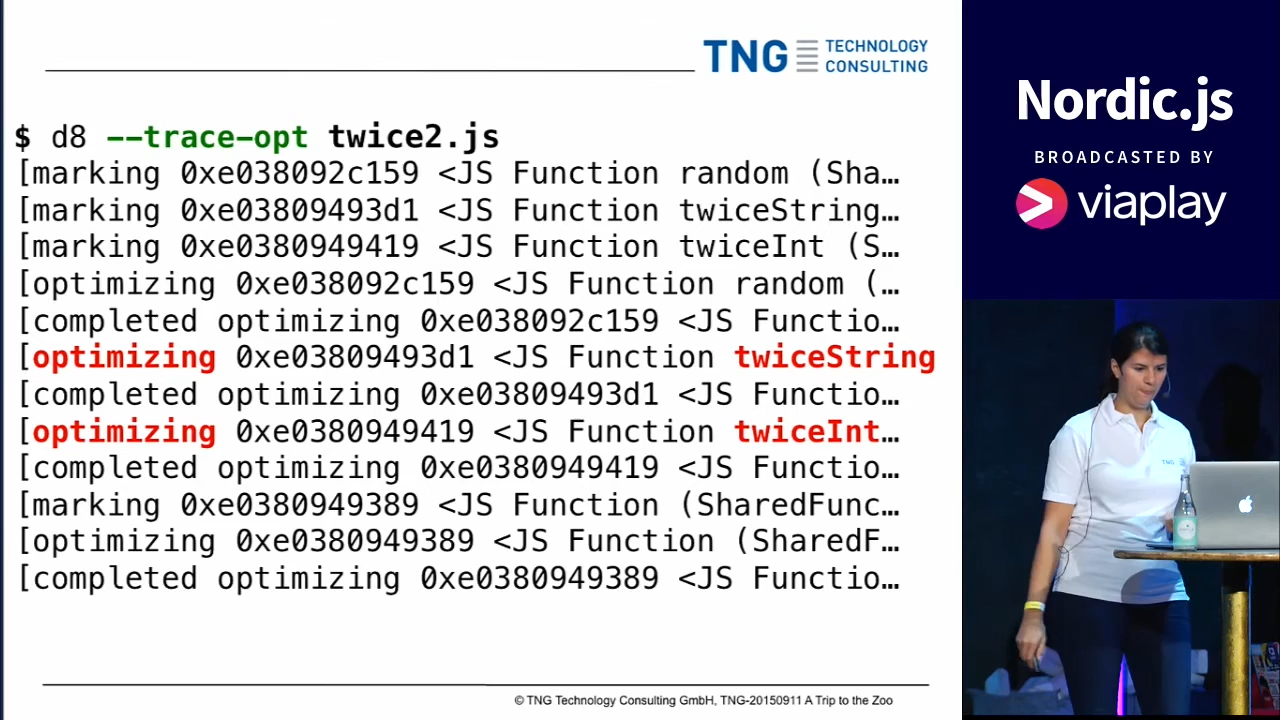 TNG TECHNOLOGY
CONSULTING
$ d8 --trace-opt twice2.js
[marking 0xe038092c159 <JS Function random (Sha…
[marking 0xe03809493d1 <JS Function twiceString…
[marking 0xe0380949419 <JS Function twiceInt (S…
[optimizing 0xe038092c159 <JS Function random (…
[completed optimizing 0xe038092c159 <JS Functio…
[optimizing 0xe03809493d1 <JS Function twiceString
[completed optimizing 0xe03809493d1 <JS Functio…
[optimizing 0xe0380949419 <JS Function twiceInt…
[completed optimizing 0xe0380949419 <JS Functio…
[marking 0xe0380949389 <JS Function (SharedFunc…
[optimizing 0xe0380949389 <JS Function (SharedF…
[completed optimizing 0xe0380949389 <JS Functio…
© TNG Technology Consulting GmbH, TNG-20150911 A Trip to the Zoo
Nordic.js
BROADCASTED BY
viaplay
TNG